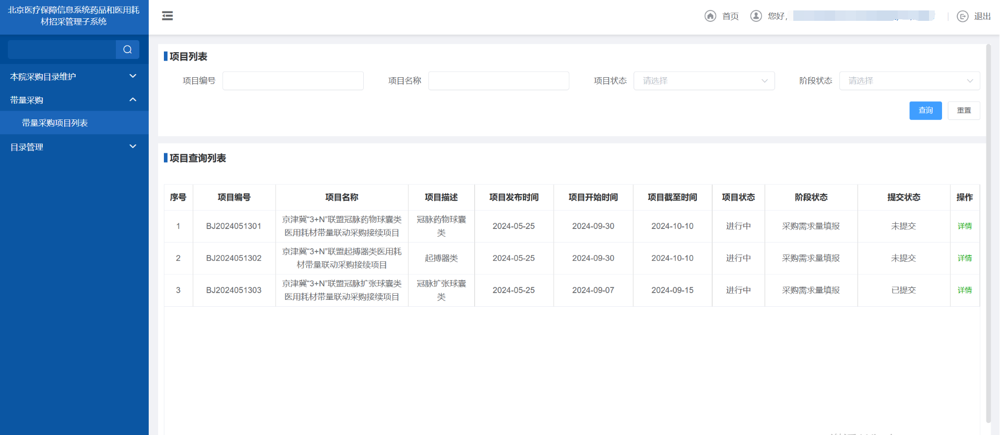 北京医疗保障信息系统药品和医用耗
材招采管理子系统
首页
您好,
退出
本院采购目录维护
带量采购
带量采购项目列表
目录管理
项目列表
项目编号
项目名称
项目状态 请选择
阶段状态 请选择
查询 重置
项目查询列表
序号 项目编号 项目名称 项目描述 项目发布时间 项目开始时间 项目截至时间 项目状态 阶段状态 提交状态 操作
京津冀“3+N”联盟冠脉药物球囊类 冠脉药物球囊
1 BJ2024051301 2024-05-25 2024-09-30 2024-10-10 进行中 采购需求量填报 未提交 详情
医用耗材带量联动采购接续项目 类
京津冀“3+N”联盟起搏器类医用耗
2 BJ2024051302 起搏器类 2024-05-25 2024-09-30 2024-10-10 进行中 采购需求量填报 未提交 详情
材带量联动采购接续项目
京津冀“3+N”联盟冠脉扩张球囊类 冠脉扩张球囊
3 BJ2024051303 2024-05-25 2024-09-07 2024-09-15 进行中 采购需求量填报 已提交 详情
医用耗材带量联动采购接续项目 类